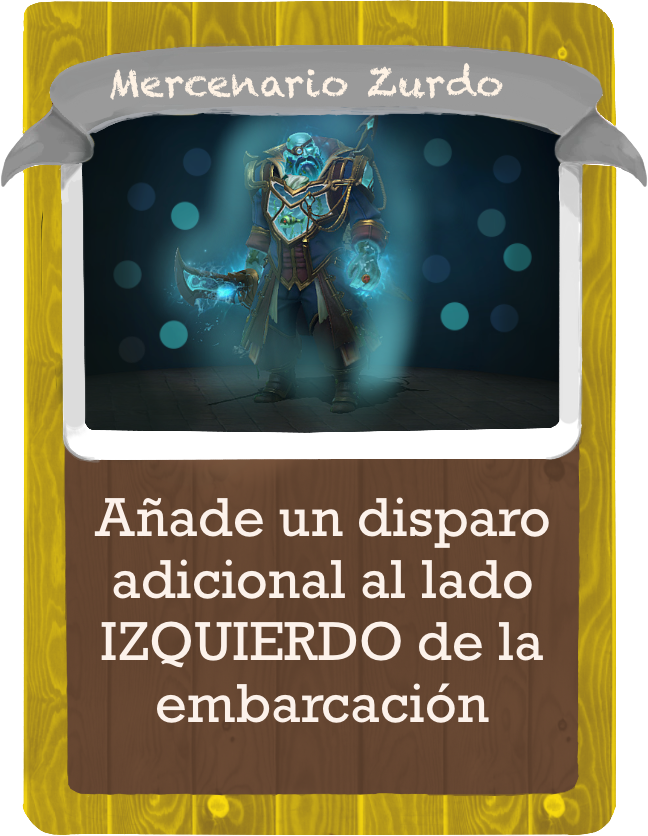 Mercenario Zurdo
Añade un disparo
adicional al lado
IZQUIERDO de la
embarcación